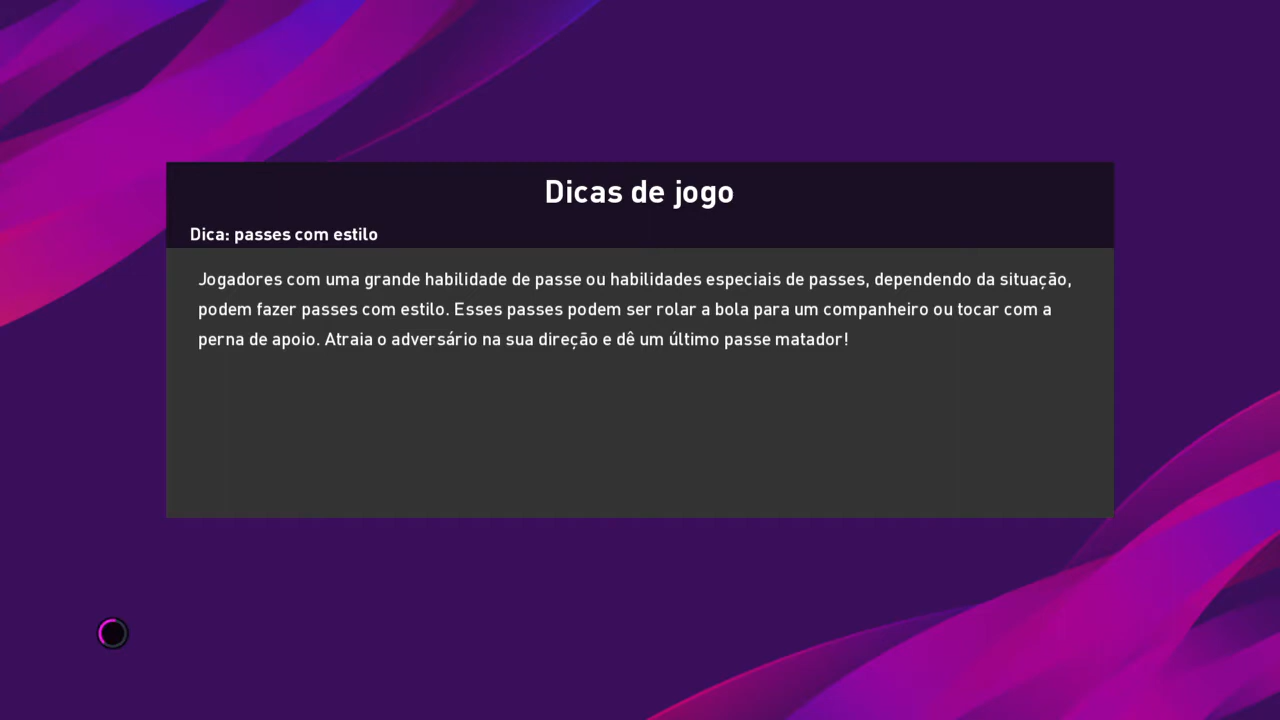 Dicas de jogo
Dica: passes com estilo
Jogadores com uma grande habilidade de passe ou habilidades especiais de passes, dependendo da situação,
podem fazer passes com estilo. Esses passes podem ser rolar a bola para um companheiro ou tocar com a
perna de apoio. Atraia o adversário na sua direção e dê um último passe matador!